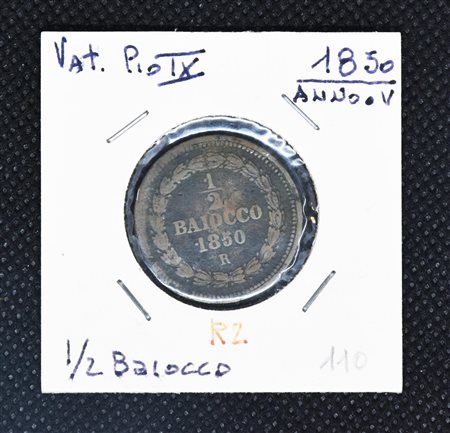 Vat. Pio IX
1850
ANNO.V
1
2
BAIOCCO
1850
R
R2
1/2 Baiocco
110